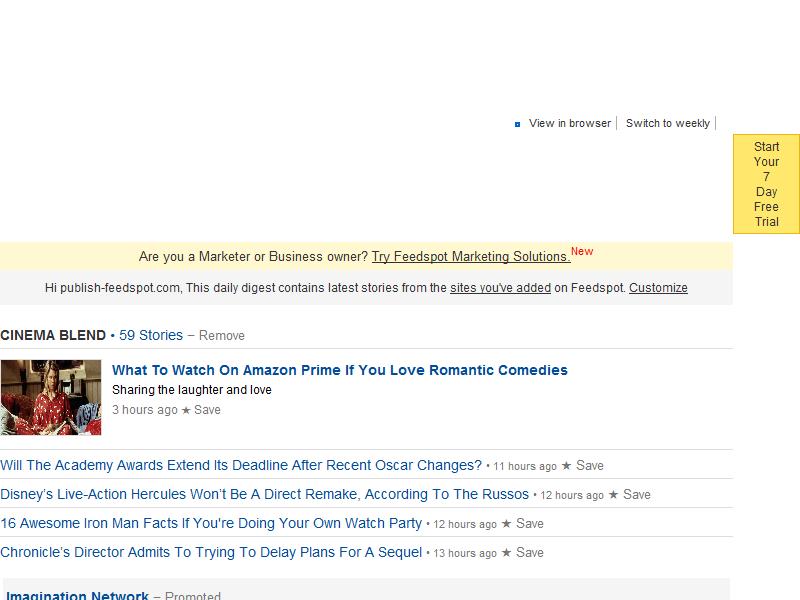 View in browser | Switch to weekly |
Start
Your
7
Day
Free
Trial
Are you a Marketer or Business owner? Try Feedspot Marketing Solutions. New
Hi publish-feedspot.com, This daily digest contains latest stories from the sites you've added on Feedspot. Customize
CINEMA BLEND • 59 Stories – Remove
What To Watch On Amazon Prime If You Love Romantic Comedies
Sharing the laughter and love
3 hours ago ★ Save
Will The Academy Awards Extend Its Deadline After Recent Oscar Changes? • 11 hours ago ★ Save
Disney’s Live-Action Hercules Won’t Be A Direct Remake, According To The Russos • 12 hours ago ★ Save
16 Awesome Iron Man Facts If You're Doing Your Own Watch Party • 12 hours ago ★ Save
Chronicle’s Director Admits To Trying To Delay Plans For A Sequel • 13 hours ago ★ Save
Imagination Network – Promoted